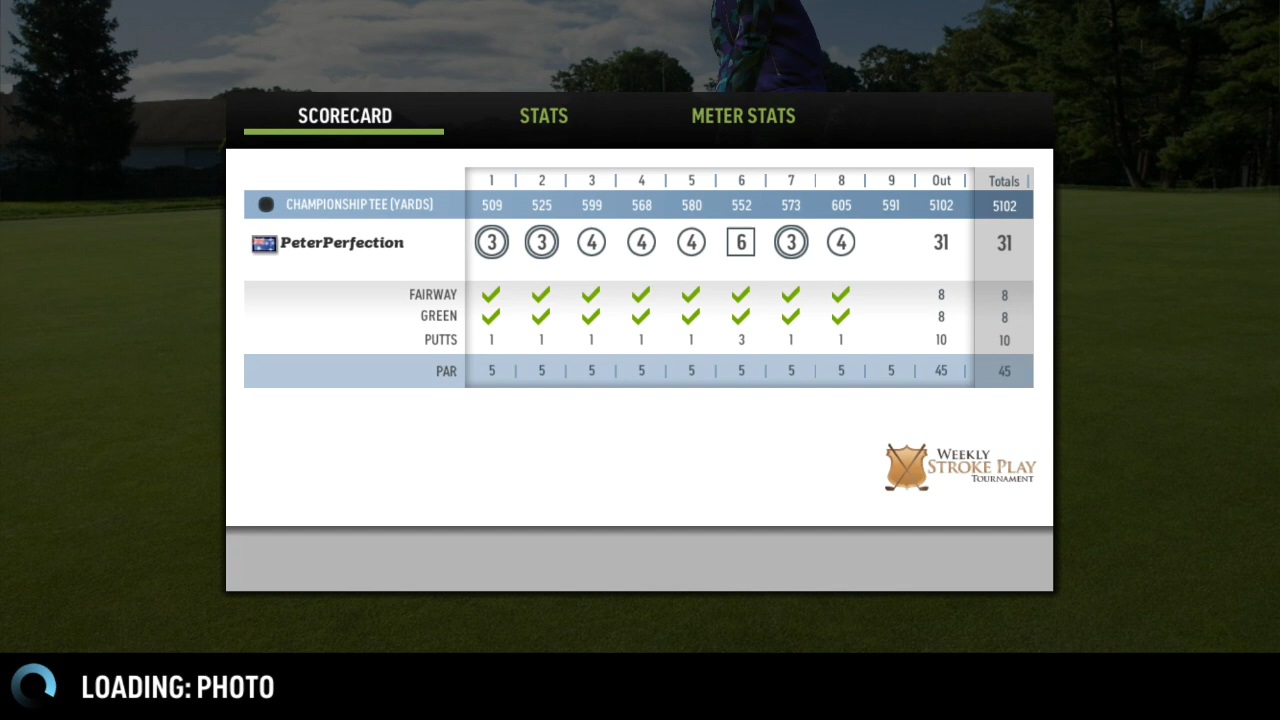 SCORECARD STATS METER STATS
1 | 2 | 3 | 4 | 5 | 6 | 7 | 8 | 9 | Out | Totals |
CHAMPIONSHIP TEE [YARDS] 509 525 599 568 580 552 573 605 591 5102 5102
PeterPerfection 3 3 4 4 4 6 3 4 31 31
FAIRWAY 8 8
GREEN 8 8
PUTTS 1 1 1 1 1 3 1 1 10 10
PAR 5 | 5 | 5 | 5 | 5 | 5 | 5 | 5 | 5 | 45 | 45
WEEKLY
STROKE PLAY
TOURNAMENT
LOADING: PHOTO